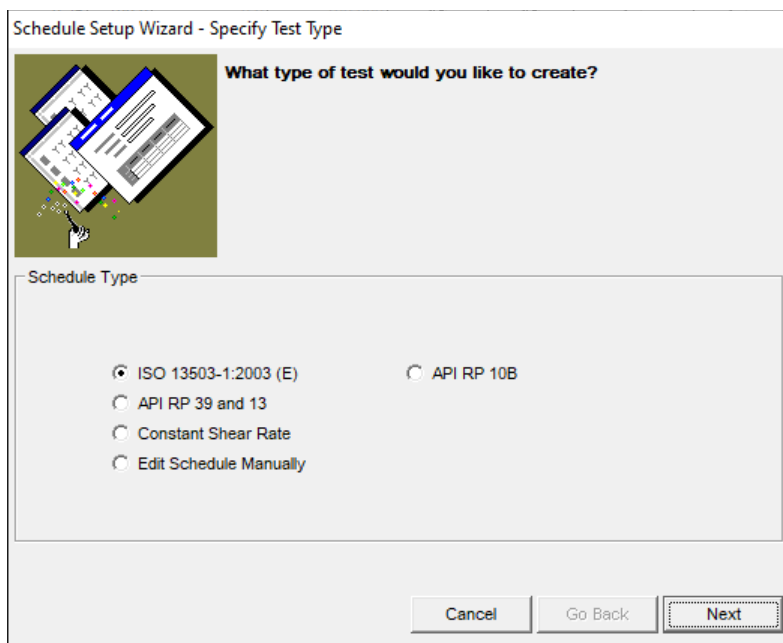 Schedule Setup Wizard - Specify Test Type
What type of test would you like to create?
Schedule Type
ISO 13503-1:2003 (E)
API RP 10B
API RP 39 and 13
Constant Shear Rate
Edit Schedule Manually
Cancel
Go Back
Next